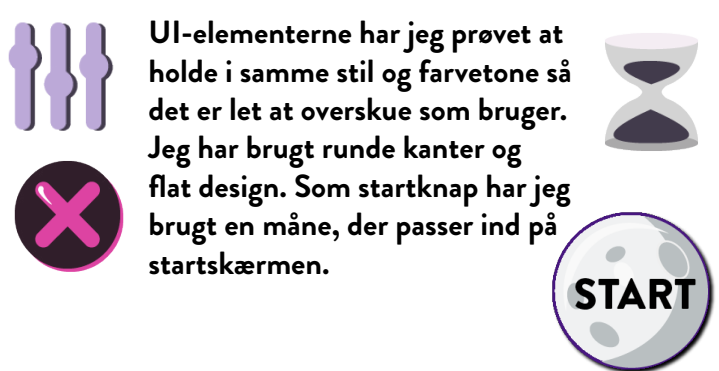 UI-elementerne har jeg prøvet at
holde i samme stil og farvetone så
det er let at overskue som bruger.
Jeg har brugt runde kanter og
flat design. Som startknap har jeg
brugt en måne, der passer ind på
startskærmen.
START